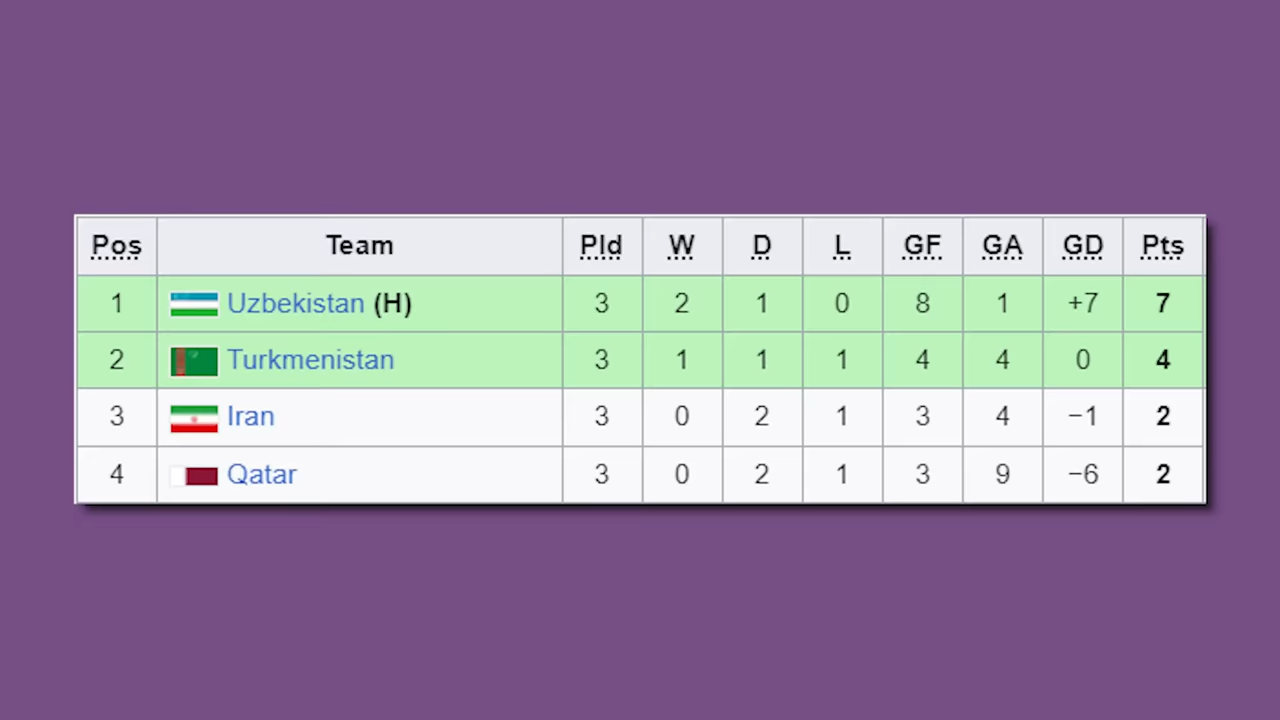 Pos Team Pld W D L GF GA GD Pts
1 Uzbekistan (H) 3 2 1 0 8 1 +7 7
2 Turkmenistan 3 1 1 1 4 4 0 4
3 Iran 3 0 2 1 3 4 −1 2
4 Qatar 3 0 2 1 3 9 −6 2